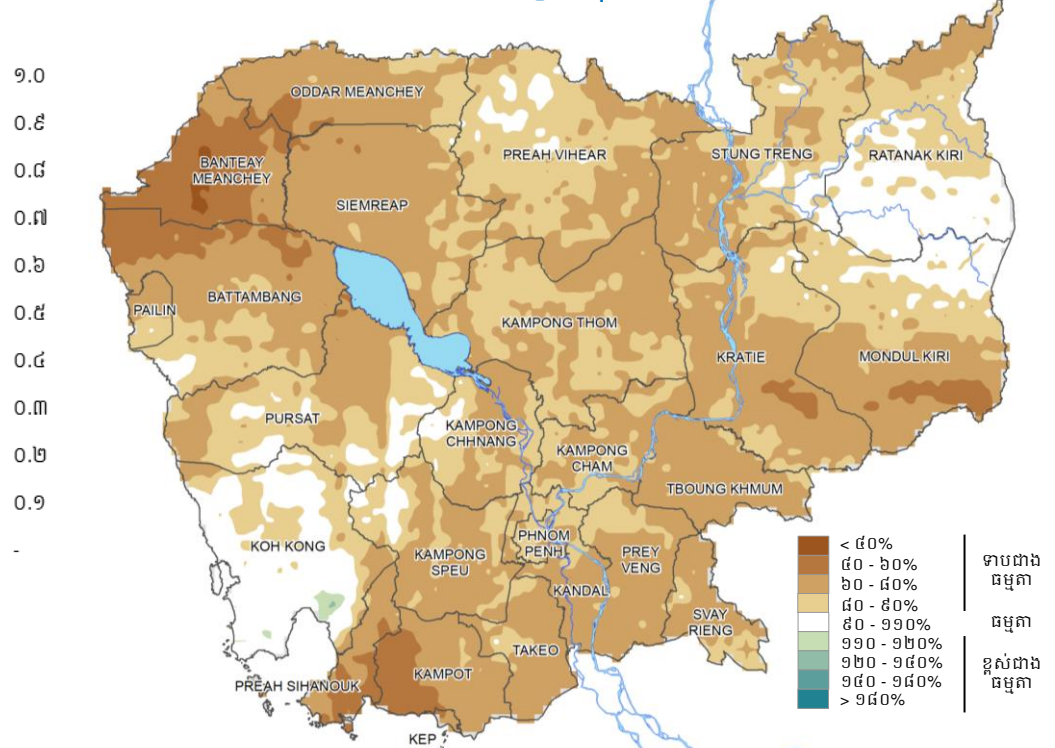 ១.០
០.៩
០.៨
០.៧
០.៦
០.៥
០.៤
០.៣
០.២
០.១
-
ODDAR MEANCHEY
BANTEAY
MEANCHEY
PREAH VIHEAR
STUNG TRENG
RATANAK KIRI
SIEMREAP
BATTAMBANG
PAILIN
KAMPONG THOM
KRATIE
MONDUL KIRI
PURSAT
KAMPONG
CHHNANG
KAMPONG
CHAM
TBOUNG KHMUM
KOH KONG
KAMPONG
SPEU
PHNOM
PENH
PREY
VENG
KANDAL
SVAY
RIENG
TAKEO
KAMPOT
PREAH SIHANOUK
KEP
< ៤០%
៤០ - ៦០%
៦០ - ៨០%
៨០ - ៩០%
៩០ - ១១០%
១១០ - ១២០%
១២០ - ១៤០%
១៤០ - ១៨០%
> ១៨០%
ទាបជាង
ធម្មតា
ធម្មតា
ខ្ពស់ជាង
ធម្មតា